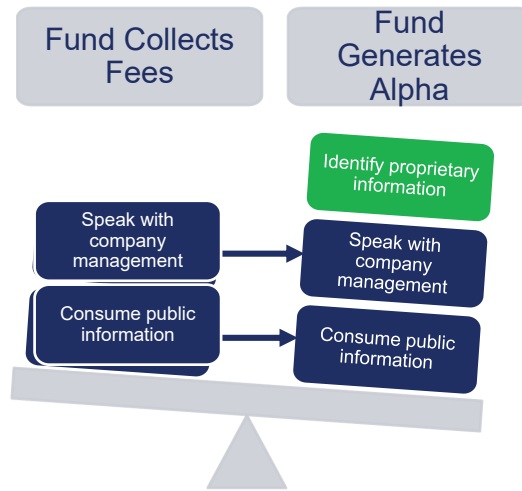 Fund Collects
Fees
Fund
Generates
Alpha
Identify proprietary
information
Speak with
company
management
Speak with
company
management
Consume public
information
Consume public
information